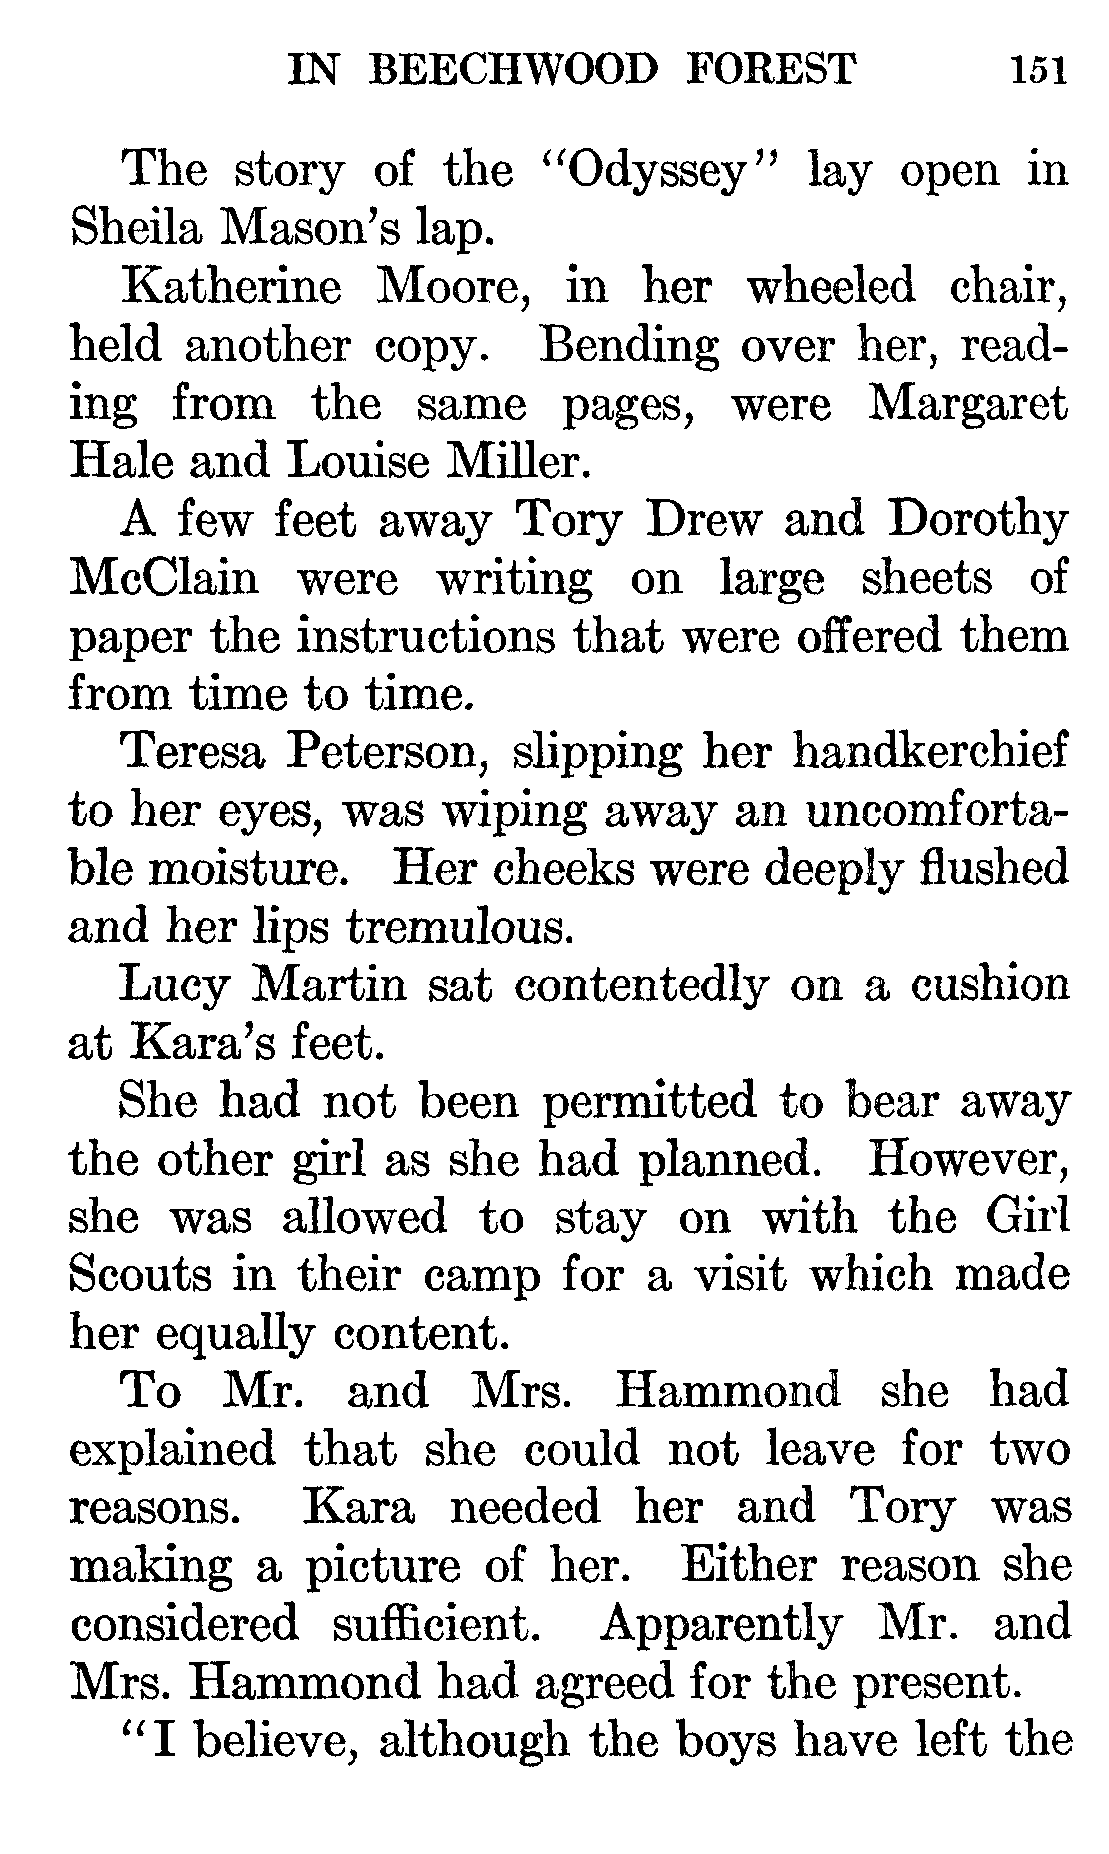 IN BEECHWOOD FOREST 151
The story of the "Odyssey" lay open in
Sheila Mason's lap.
Katherine Moore, in her wheeled chair,
held another copy. Bending over her, read-
ing from the same pages, were Margaret
Hale and Louise Miller.
A few feet away Tory Drew and Dorothy
McClain were writing on large sheets of
paper the instructions that were offered them
from time to time.
Teresa Peterson, slipping her handkerchief
to her eyes, was wiping away an uncomforta-
ble moisture. Her cheeks were deeply flushed
and her lips tremulous.
Lucy Martin sat contentedly on a cushion
at Kara's feet.
She had not been permitted to bear away
the other girl as she had planned. However,
she was allowed to stay on with the Girl
Scouts in their camp for a visit which made
her equally content.
To Mr. and Mrs. Hammond she had
explained that she could not leave for two
reasons. Kara needed her and Tory was
making a picture of her. Either reason she
considered sufficient. Apparently Mr. and
Mrs. Hammond had agreed for the present.
"I believe, although the boys have left the